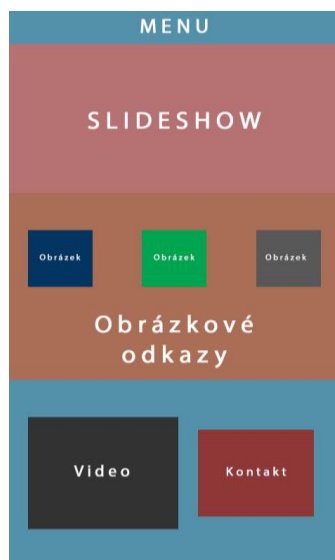 MENU
SLIDESHOW
Obrázek Obrázek Obrázek
Obrázkové
odkazy
Video Kontakt